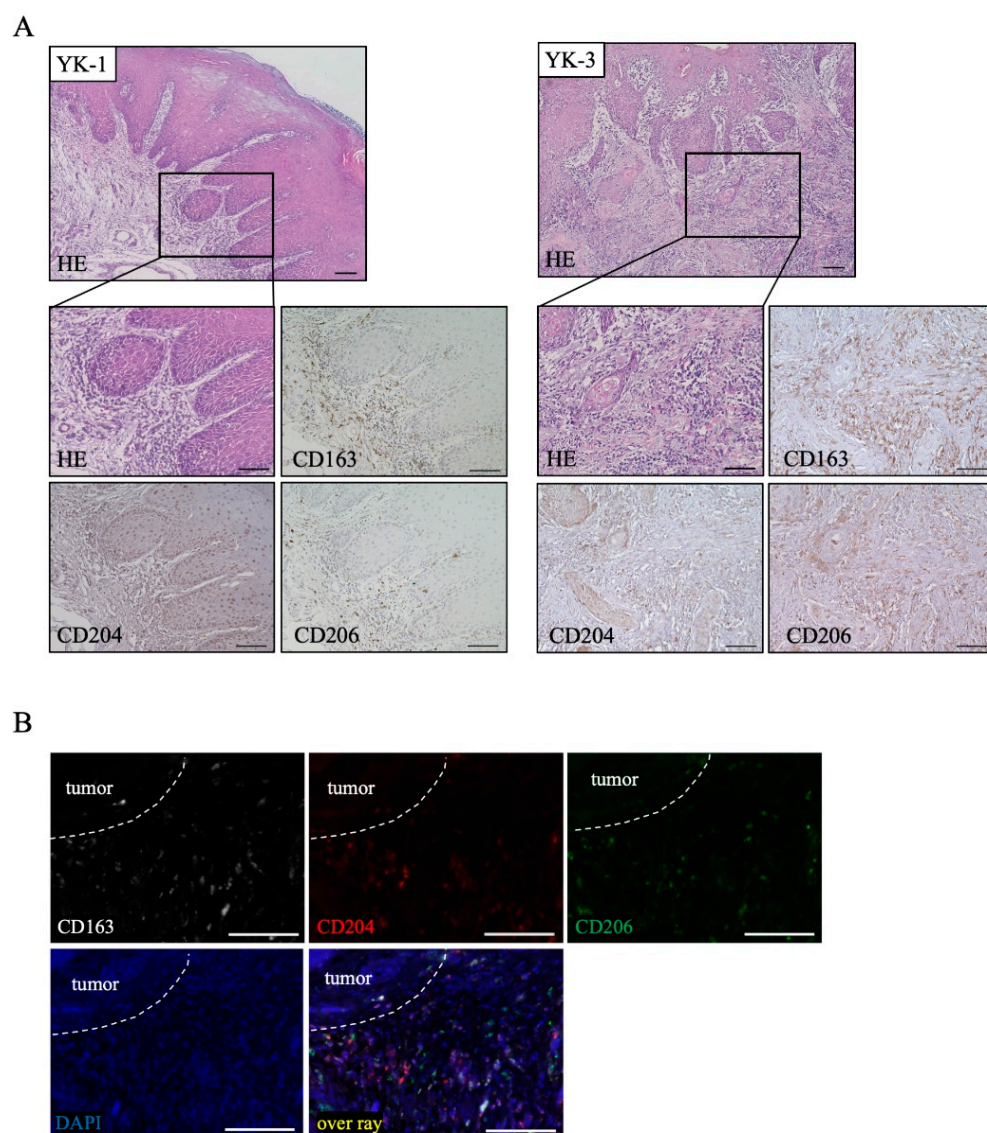 A
YK-1
HE
YK-3
HE
HE
CD163
HE
CD163
CD204
CD206
CD204
CD206
B
tumor
CD163
tumor
CD204
tumor
CD206
tumor
DAPI
tumor
over ray